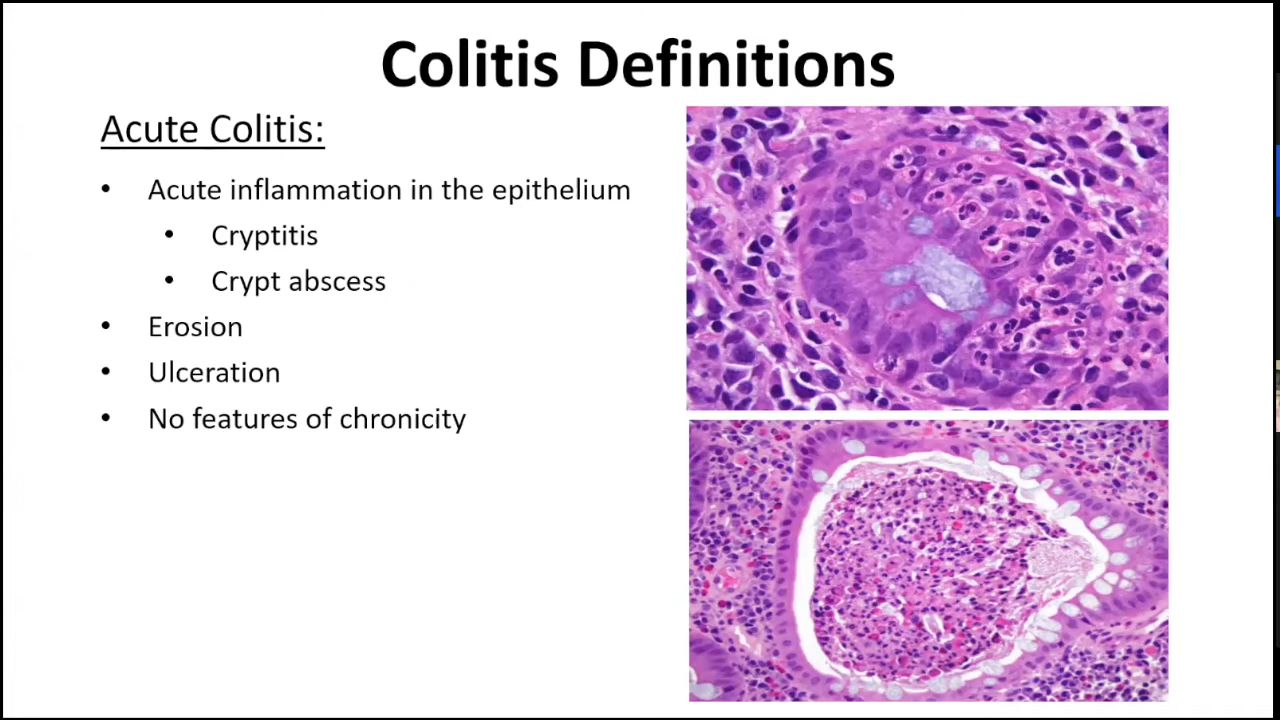 Colitis Definitions
Acute Colitis:
• Acute inflammation in the epithelium
• Cryptitis
• Crypt abscess
• Erosion
• Ulceration
• No features of chronicity